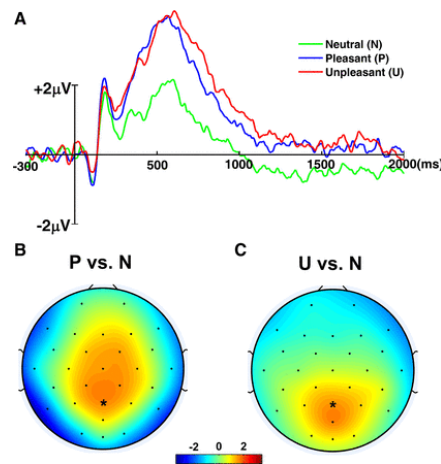 A
Neutral (N)
Pleasant (P)
Unpleasant (U)
+2μV
-300 500 1000 1500 2000(ms)
-2μV
B C
P vs. N U vs. N
*
*
-2 0 2